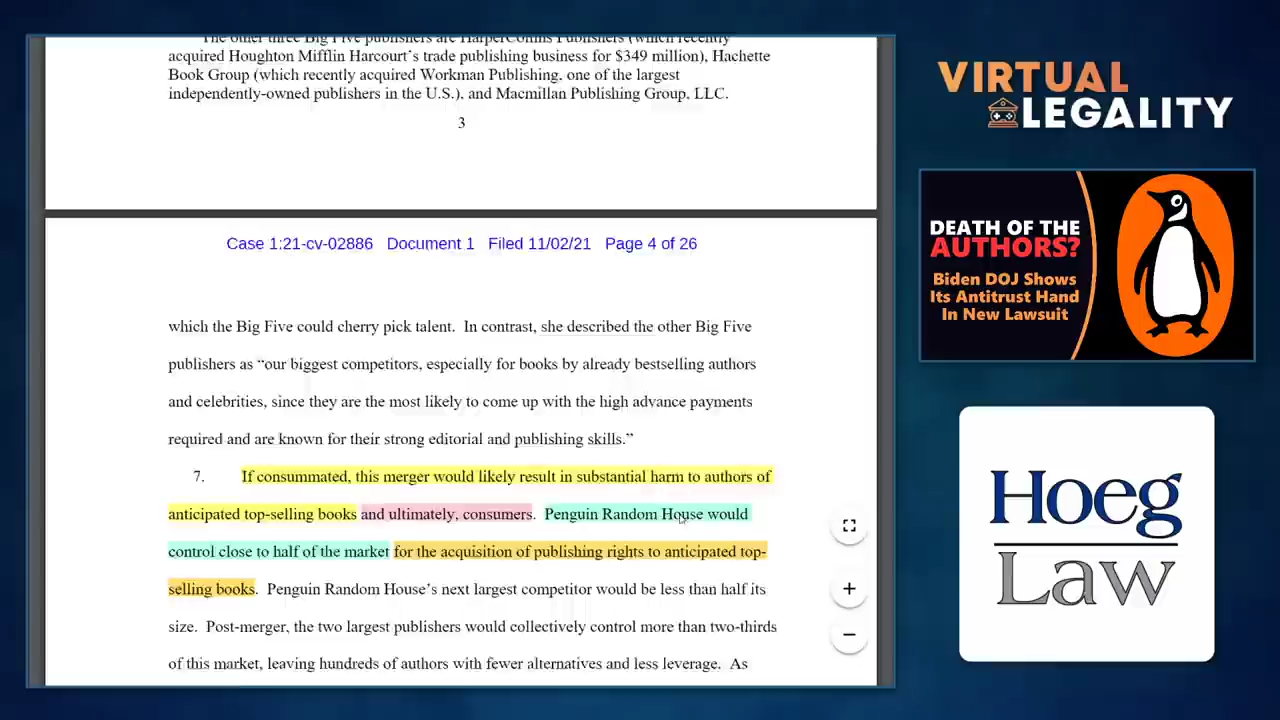 The other three Big Five publishers are HarperCollins Publishers (which recently
acquired Houghton Mifflin Harcourt's trade publishing business for $349 million), Hachette
Book Group (which recently acquired Workman Publishing, one of the largest
independently-owned publishers in the U.S.), and Macmillan Publishing Group, LLC.
3
Case 1:21-cv-02886 Document 1 Filed 11/02/21 Page 4 of 26
which the Big Five could cherry pick talent. In contrast, she described the other Big Five
publishers as “our biggest competitors, especially for books by already bestselling authors
and celebrities, since they are the most likely to come up with the high advance payments
required and are known for their strong editorial and publishing skills.”
7. If consummated, this merger would likely result in substantial harm to authors of
anticipated top-selling books and ultimately, consumers. Penguin Random House would
control close to half of the market for the acquisition of publishing rights to anticipated top-
selling books. Penguin Random House's next largest competitor would be less than half its
size. Post-merger, the two largest publishers would collectively control more than two-thirds
of this market, leaving hundreds of authors with fewer alternatives and less leverage. As
VIRTUAL
LEGALITY
DEATH OF THE
AUTHORS?
Biden DOJ Shows
Its Antitrust Hand
In New Lawsuit
Hoeg
Law